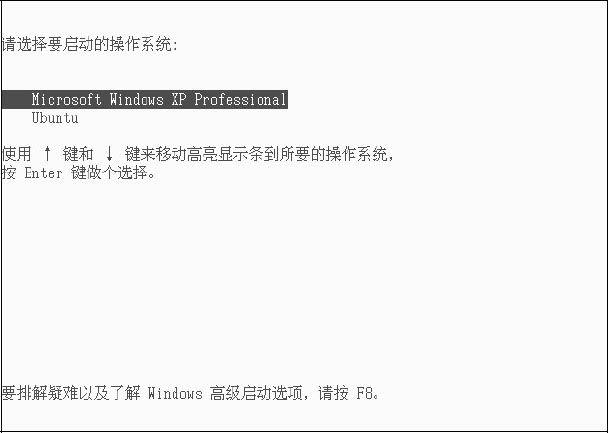 请选择要启动的操作系统:
Microsoft Windows XP Professional
Ubuntu
使用 ↑ 键和 ↓ 键来移动高亮显示条到所要的操作系统,
按 Enter 键做个选择。
要排解疑难以及了解 Windows 高级启动选项, 请按 F8。